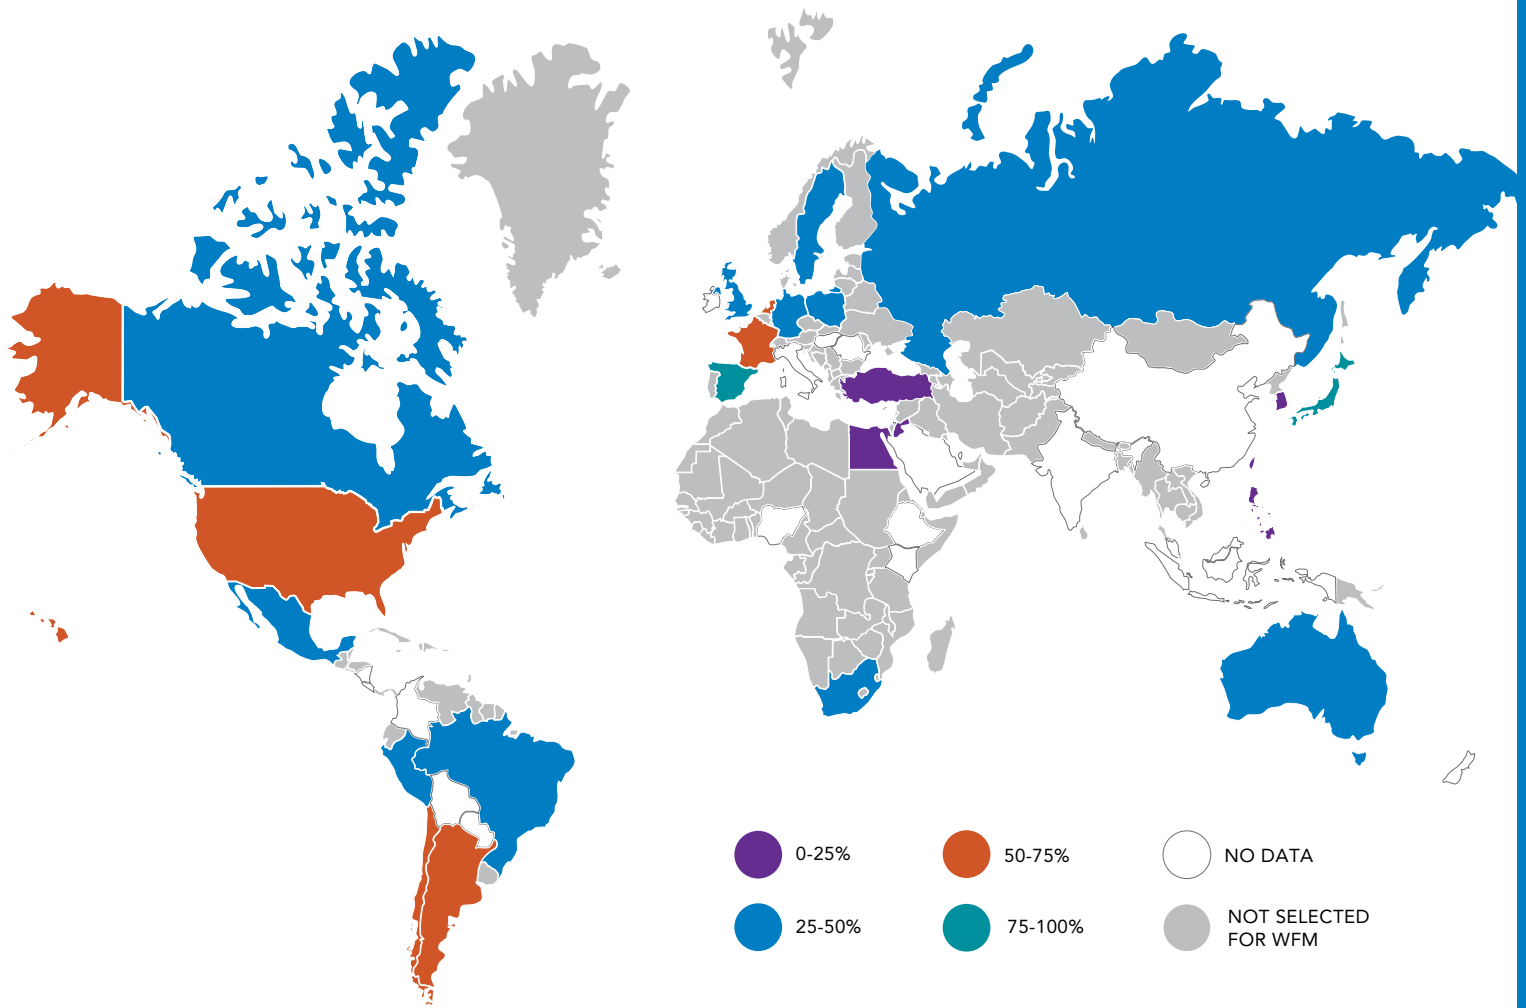 0-25%
50-75%
NO DATA
25-50%
75-100%
NOT SELECTED
FOR WFM